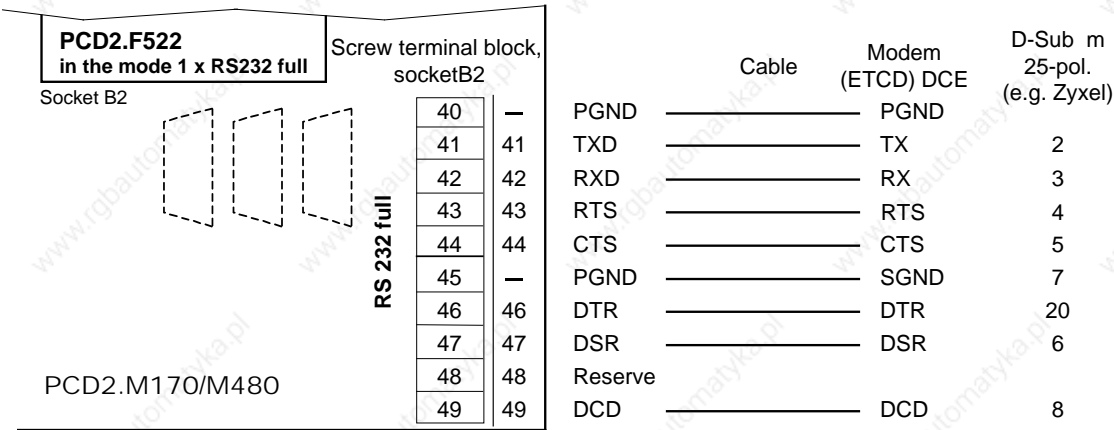 PCD2.F522
in the mode 1 x RS232 full
Socket B2
Screw terminal block,
socketB2
Cable
Modem
(ETCD) DCE
D-Sub m
25-pol.
(e.g. Zyxel)
RS 232 full
40 – PGND PGND
41 41 TXD TX 2
42 42 RXD RX 3
43 43 RTS RTS 4
44 44 CTS CTS 5
45 – PGND SGND 7
46 46 DTR DTR 20
47 47 DSR DSR 6
48 48 Reserve
49 49 DCD DCD 8
PCD2.M170/M480
www.rgbautomatyka.pl